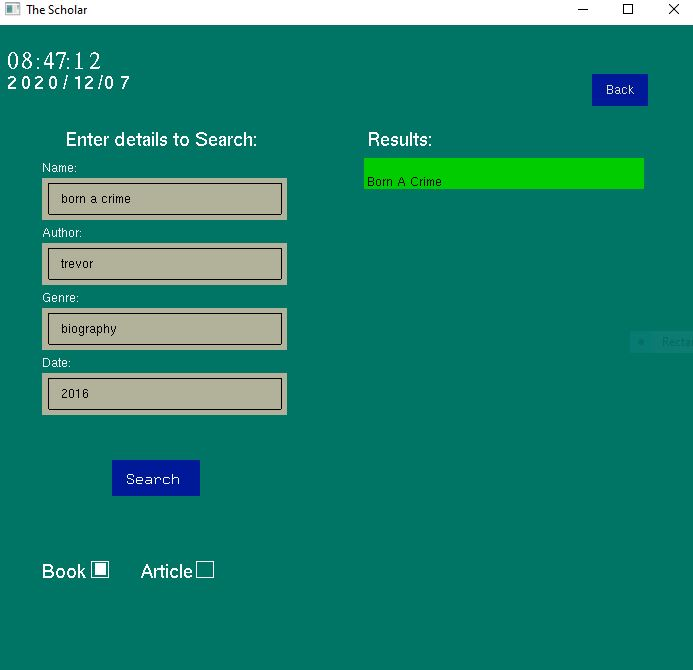 The Scholar
08:47:12
2020/12/07
Back
Enter details to Search:
Results:
Name:
born a crime
Born A Crime
Author:
trevor
Genre:
biography
Date:
2016
Search
Book
Article